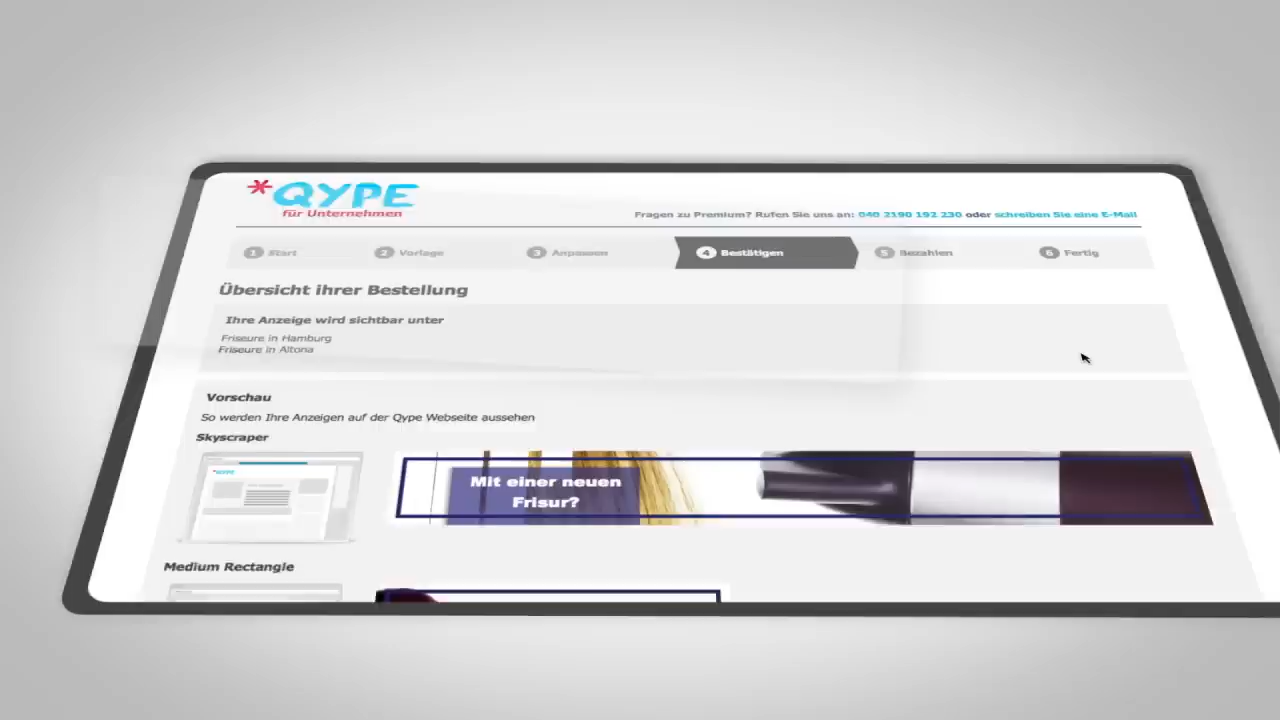 *QYPE
für Unternehmen
Fragen zu Premium? Rufen Sie uns an: 040 2190 192 230 oder schreiben Sie eine E-Mail
1 Start 2 Vorlage 3 Anpassen 4 Bestätigen 5 Bezahlen 6 Fertig
Übersicht ihrer Bestellung
Ihre Anzeige wird sichtbar unter
Friseure in Hamburg
Friseure in Altona
Vorschau
So werden Ihre Anzeigen auf der Qype Webseite aussehen
Skyscraper
QYPE
Mit einer neuen
Frisur?
Medium Rectangle